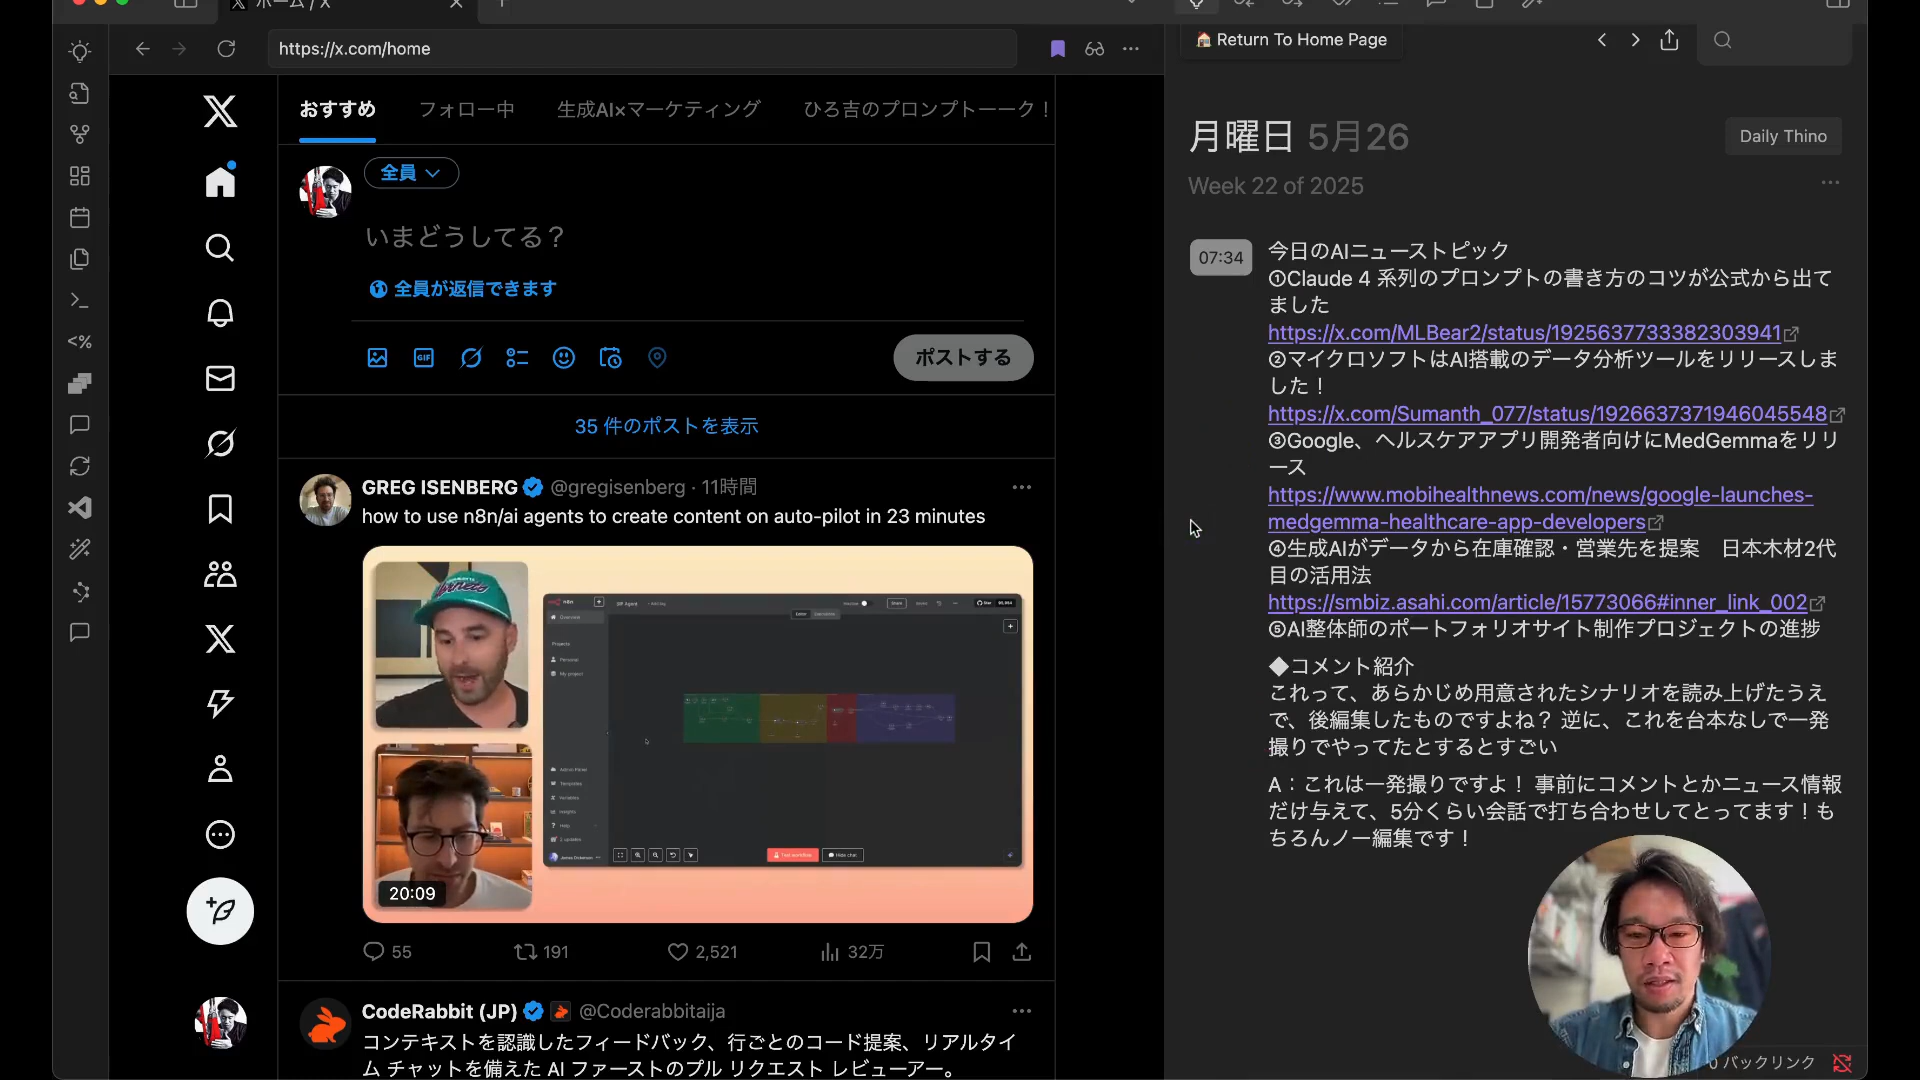 ホーム / X
https://x.com/home
おすすめ
フォロー中
生成AI×マーケティング
ひろ吉のプロンプトーーク！
全員
いまどうしてる？
全員が返信できます
GIF
ポストする
35 件のポストを表示
GREG ISENBERG @gregisenberg · 11時間
how to use n8n/ai agents to create content on auto-pilot in 23 minutes
Overview
Projects
Personal
My project
Admin Panel
Templates
Variables
Insights
Help
Test workflow
Hide chat
20:09
55
191
2,521
32万
CodeRabbit (JP) @Coderabbitaija
コンテキストを認識したフィードバック、行ごとのコード提案、リアルタイ
ム チャットを備えた AI ファーストのプル リクエスト レビューアー。
Return To Home Page
月曜日 5月26
Daily Thino
Week 22 of 2025
07:34
今日のAIニューストピック
①Claude 4 系列のプロンプトの書き方のコツが公式から出て
ました
https://x.com/MLBear2/status/1925637733382303941
②マイクロソフトはAI搭載のデータ分析ツールをリリースしま
した！
https://x.com/Sumanth_077/status/1926637371946045548
③Google、ヘルスケアアプリ開発者向けにMedGemmaをリリ
ース
https://www.mobihealthnews.com/news/google-launches-
medgemma-healthcare-app-developers
④生成AIがデータから在庫確認・営業先を提案　日本木材2代
目の活用法
https://smbiz.asahi.com/article/15773066#inner_link_002
⑤AI整体師のポートフォリオサイト制作プロジェクトの進捗
◆コメント紹介
これって、あらかじめ用意されたシナリオを読み上げたうえ
で、後編集したものですよね？ 逆に、これを台本なしで一発
撮りでやってたとするとすごい
A：これは一発撮りですよ！ 事前にコメントとかニュース情報
だけ与えて、5分くらい会話で打ち合わせしてとってます！も
ちろんノー編集です！
0 バックリンク